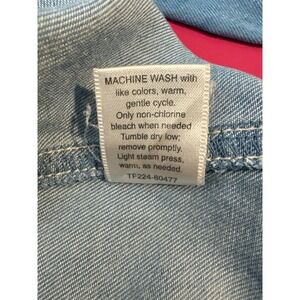 MACHINE WASH with
like colors, warm,
gentle cycle.
Only non-chlorine
bleach when needed
Tumble dry low;
remove promptly.
Light steam press,
warm, as needed.
TF224-80477